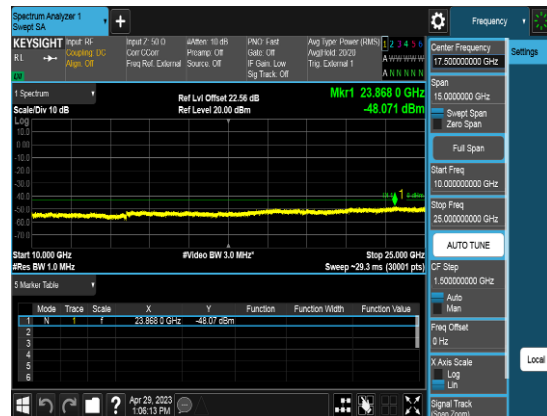 Spectrum Analyzer 1
Swept SA
+
Frequency
KEYSIGHT
Input: RF
Coupling: DC
Align: Off
Input Z: 50 Ω
Corr CCorr
Freq Ref: External
#Atten: 10 dB
Preamp: Off
Source: Off
PNO: Fast
Gate: Off
IF Gain: Low
Sig Track: Off
Avg Type: Power (RMS)
Avg|Hold: 20/20
Trig: External 1
1 2 3 4 5 6
A W W W W W
A N N N N N
RL
LW
Center Frequency
17.500000000 GHz
Settings
Span
15.0000000 GHz
Swept Span
Zero Span
Full Span
Start Freq
10.000000000 GHz
Stop Freq
25.000000000 GHz
AUTO TUNE
CF Step
1.500000000 GHz
Auto
Man
Freq Offset
0 Hz
X Axis Scale
Log
Lin
Local
Signal Track
(Span Zoom)
1 Spectrum
Scale/Div 10 dB
Ref Lvl Offset 22.56 dB
Ref Level 20.00 dBm
Mkr1 23.868 0 GHz
-48.071 dBm
Log
10.0
0.00
-10.0
-20.0
-30.0
-40.0
-50.0
-60.0
-70.0
1
Start 10.000 GHz
#Res BW 1.0 MHz
#Video BW 3.0 MHz*
Stop 25.000 GHz
Sweep ~29.3 ms (30001 pts)
5 Marker Table
Mode Trace Scale X Y Function Function Width Function Value
1 N 1 f 23.868 0 GHz -48.07 dBm
2
3
4
5
6
?
Apr 29, 2023
1:06:13 PM